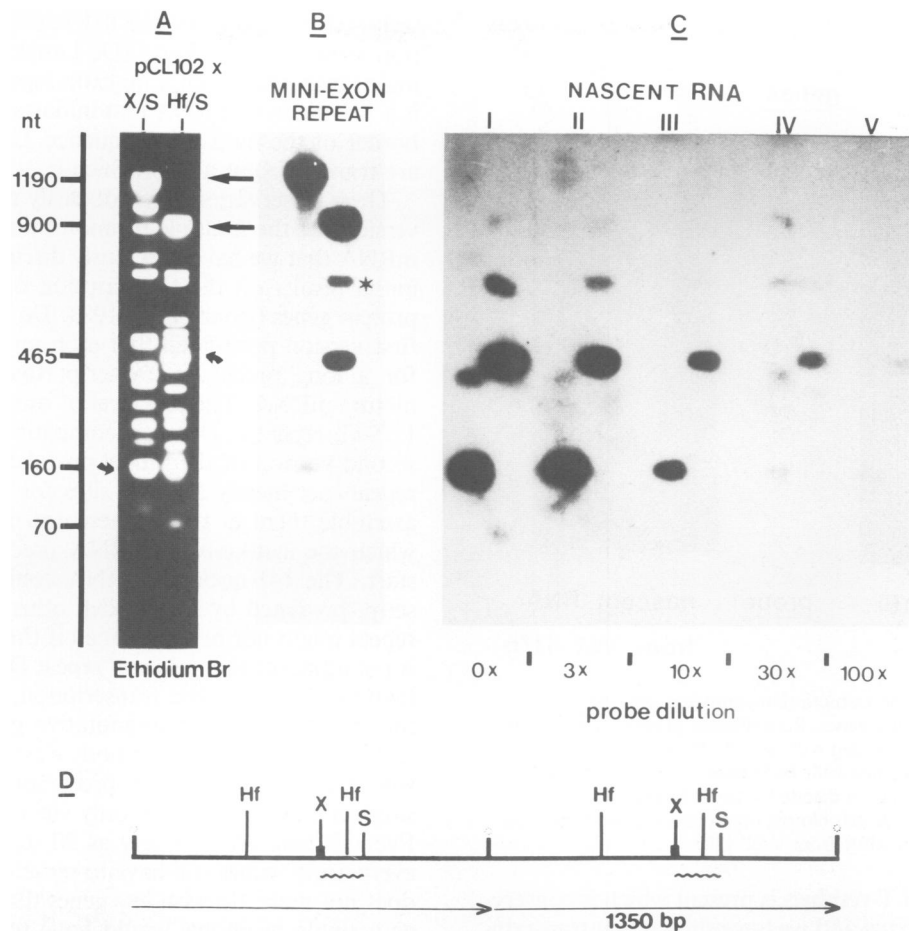 A
B
C
pCL102 x
X/S Hf/S
MINI-EXON
REPEAT
NASCENT RNA
I II III IV V
nt
1190
900
*
465
160
70
Ethidium Br
0x 3x 10x 30x 100x
probe dilution
D
Hf X Hf S Hf X Hf S
1350 bp